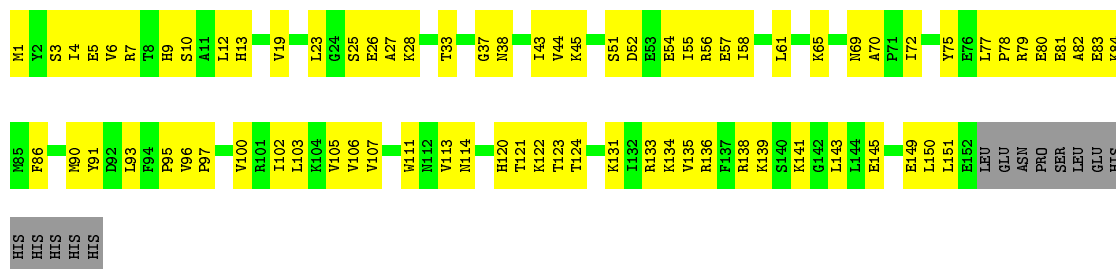 M1 Y2 S3 I4 E5 V6 R7 T8 H9 S10 A11 L12 H13 V19 L23 G24 S25 E26 A27 K28 T33 G37 N38 I43 V44 K45 S51 D52 E53 E54 I55 R56 E57 I58 L61 K65 N69 A70 P71 I72 Y75 E76 L77 P78 R79 E80 E81 A82 E83 K84
M85 F86 M90 Y91 D92 L93 F94 P95 V96 P97 V100 R101 I102 L103 K104 V105 V106 V107 W111 N112 V113 N114 H120 T121 K122 T123 T124 K131 I132 R133 K134 V135 R136 F137 R138 K139 S140 K141 G142 L143 L144 E145 E149 L150 L151 E152 LEU GLU ASN PRO SER LEU GLU HIS
HIS HIS HIS HIS HIS